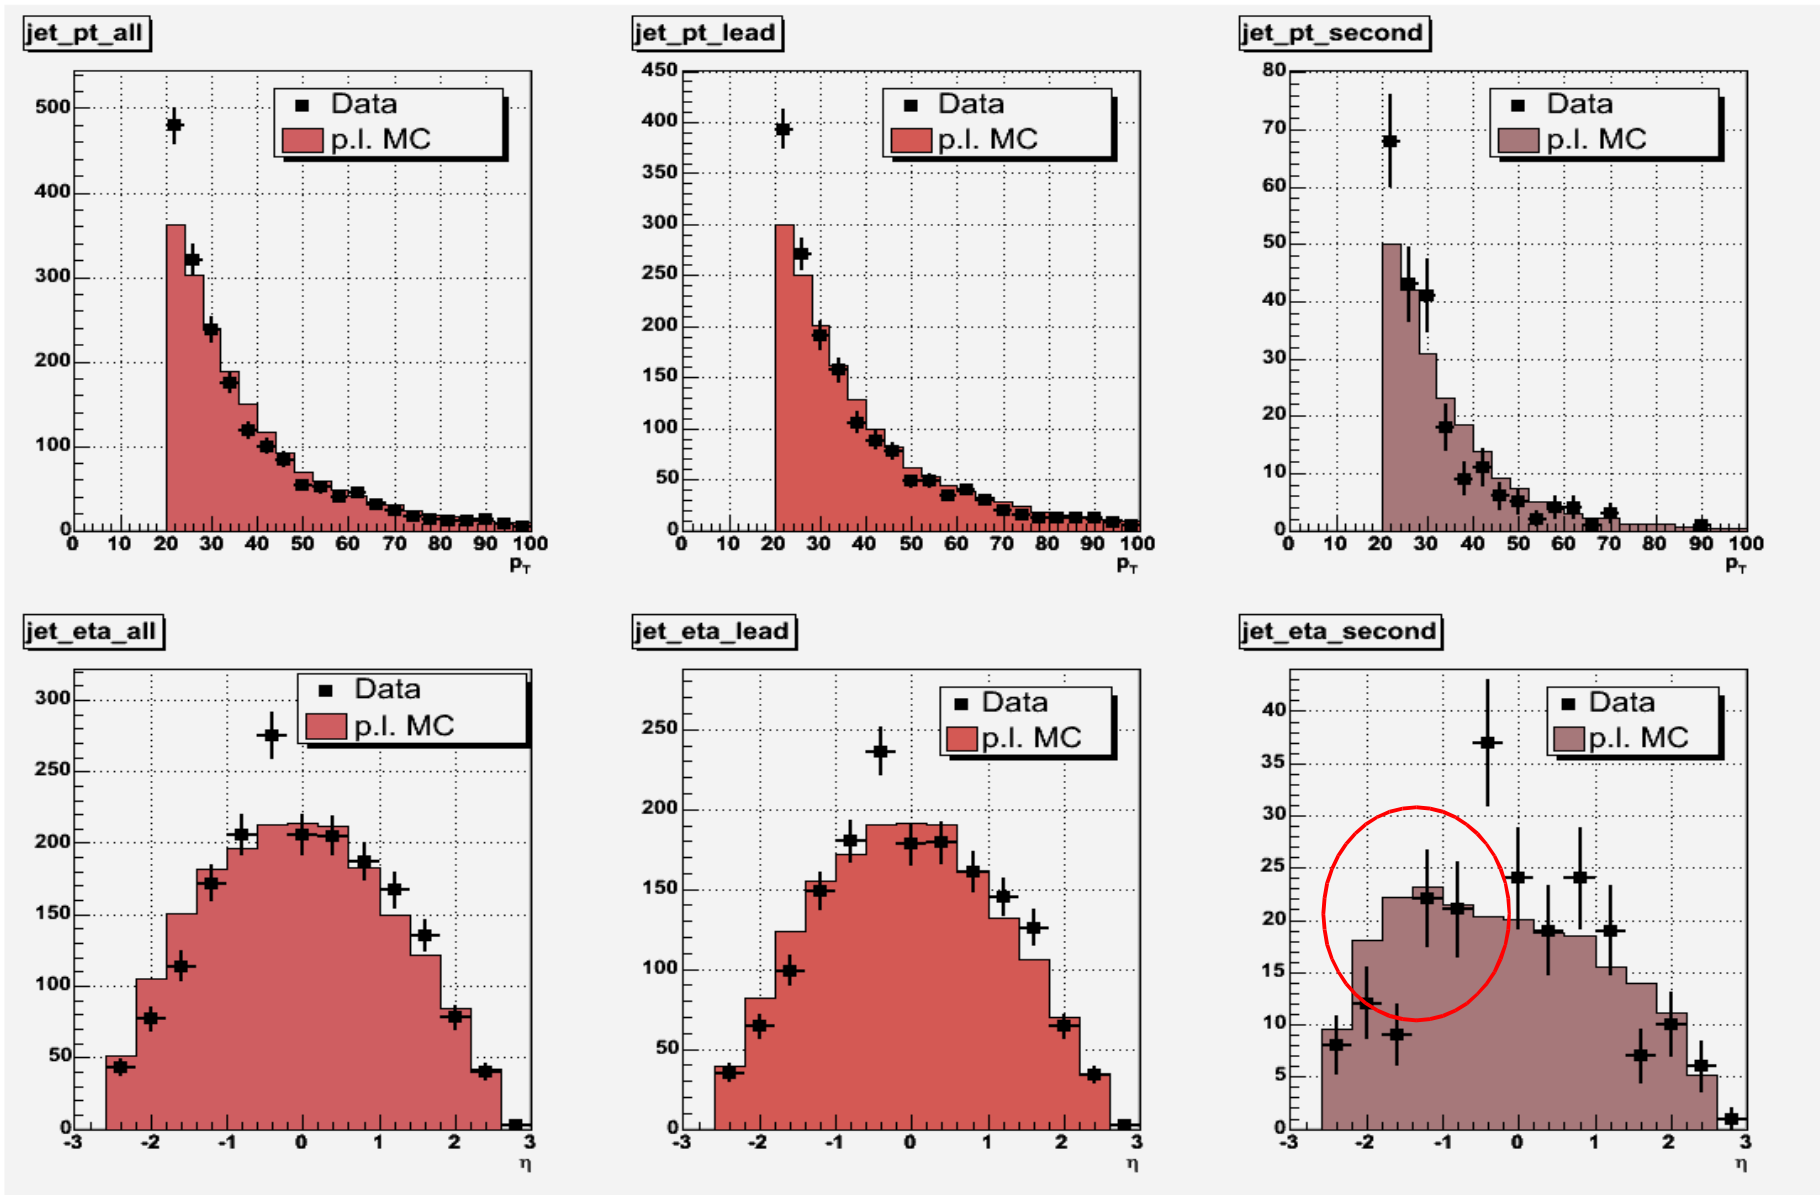 jet_pt_all
Data
p.l. MC
500
400
300
200
100
0
0 10 20 30 40 50 60 70 80 90 100
pT
jet_pt_lead
Data
p.l. MC
450
400
350
300
250
200
150
100
50
0
0 10 20 30 40 50 60 70 80 90 100
pT
jet_pt_second
Data
p.l. MC
80
70
60
50
40
30
20
10
0
0 10 20 30 40 50 60 70 80 90 100
pT
jet_eta_all
Data
p.l. MC
300
250
200
150
100
50
0
-3 -2 -1 0 1 2 3
η
jet_eta_lead
Data
p.l. MC
250
200
150
100
50
0
-3 -2 -1 0 1 2 3
η
jet_eta_second
Data
p.l. MC
40
35
30
25
20
15
10
5
0
-3 -2 -1 0 1 2 3
η